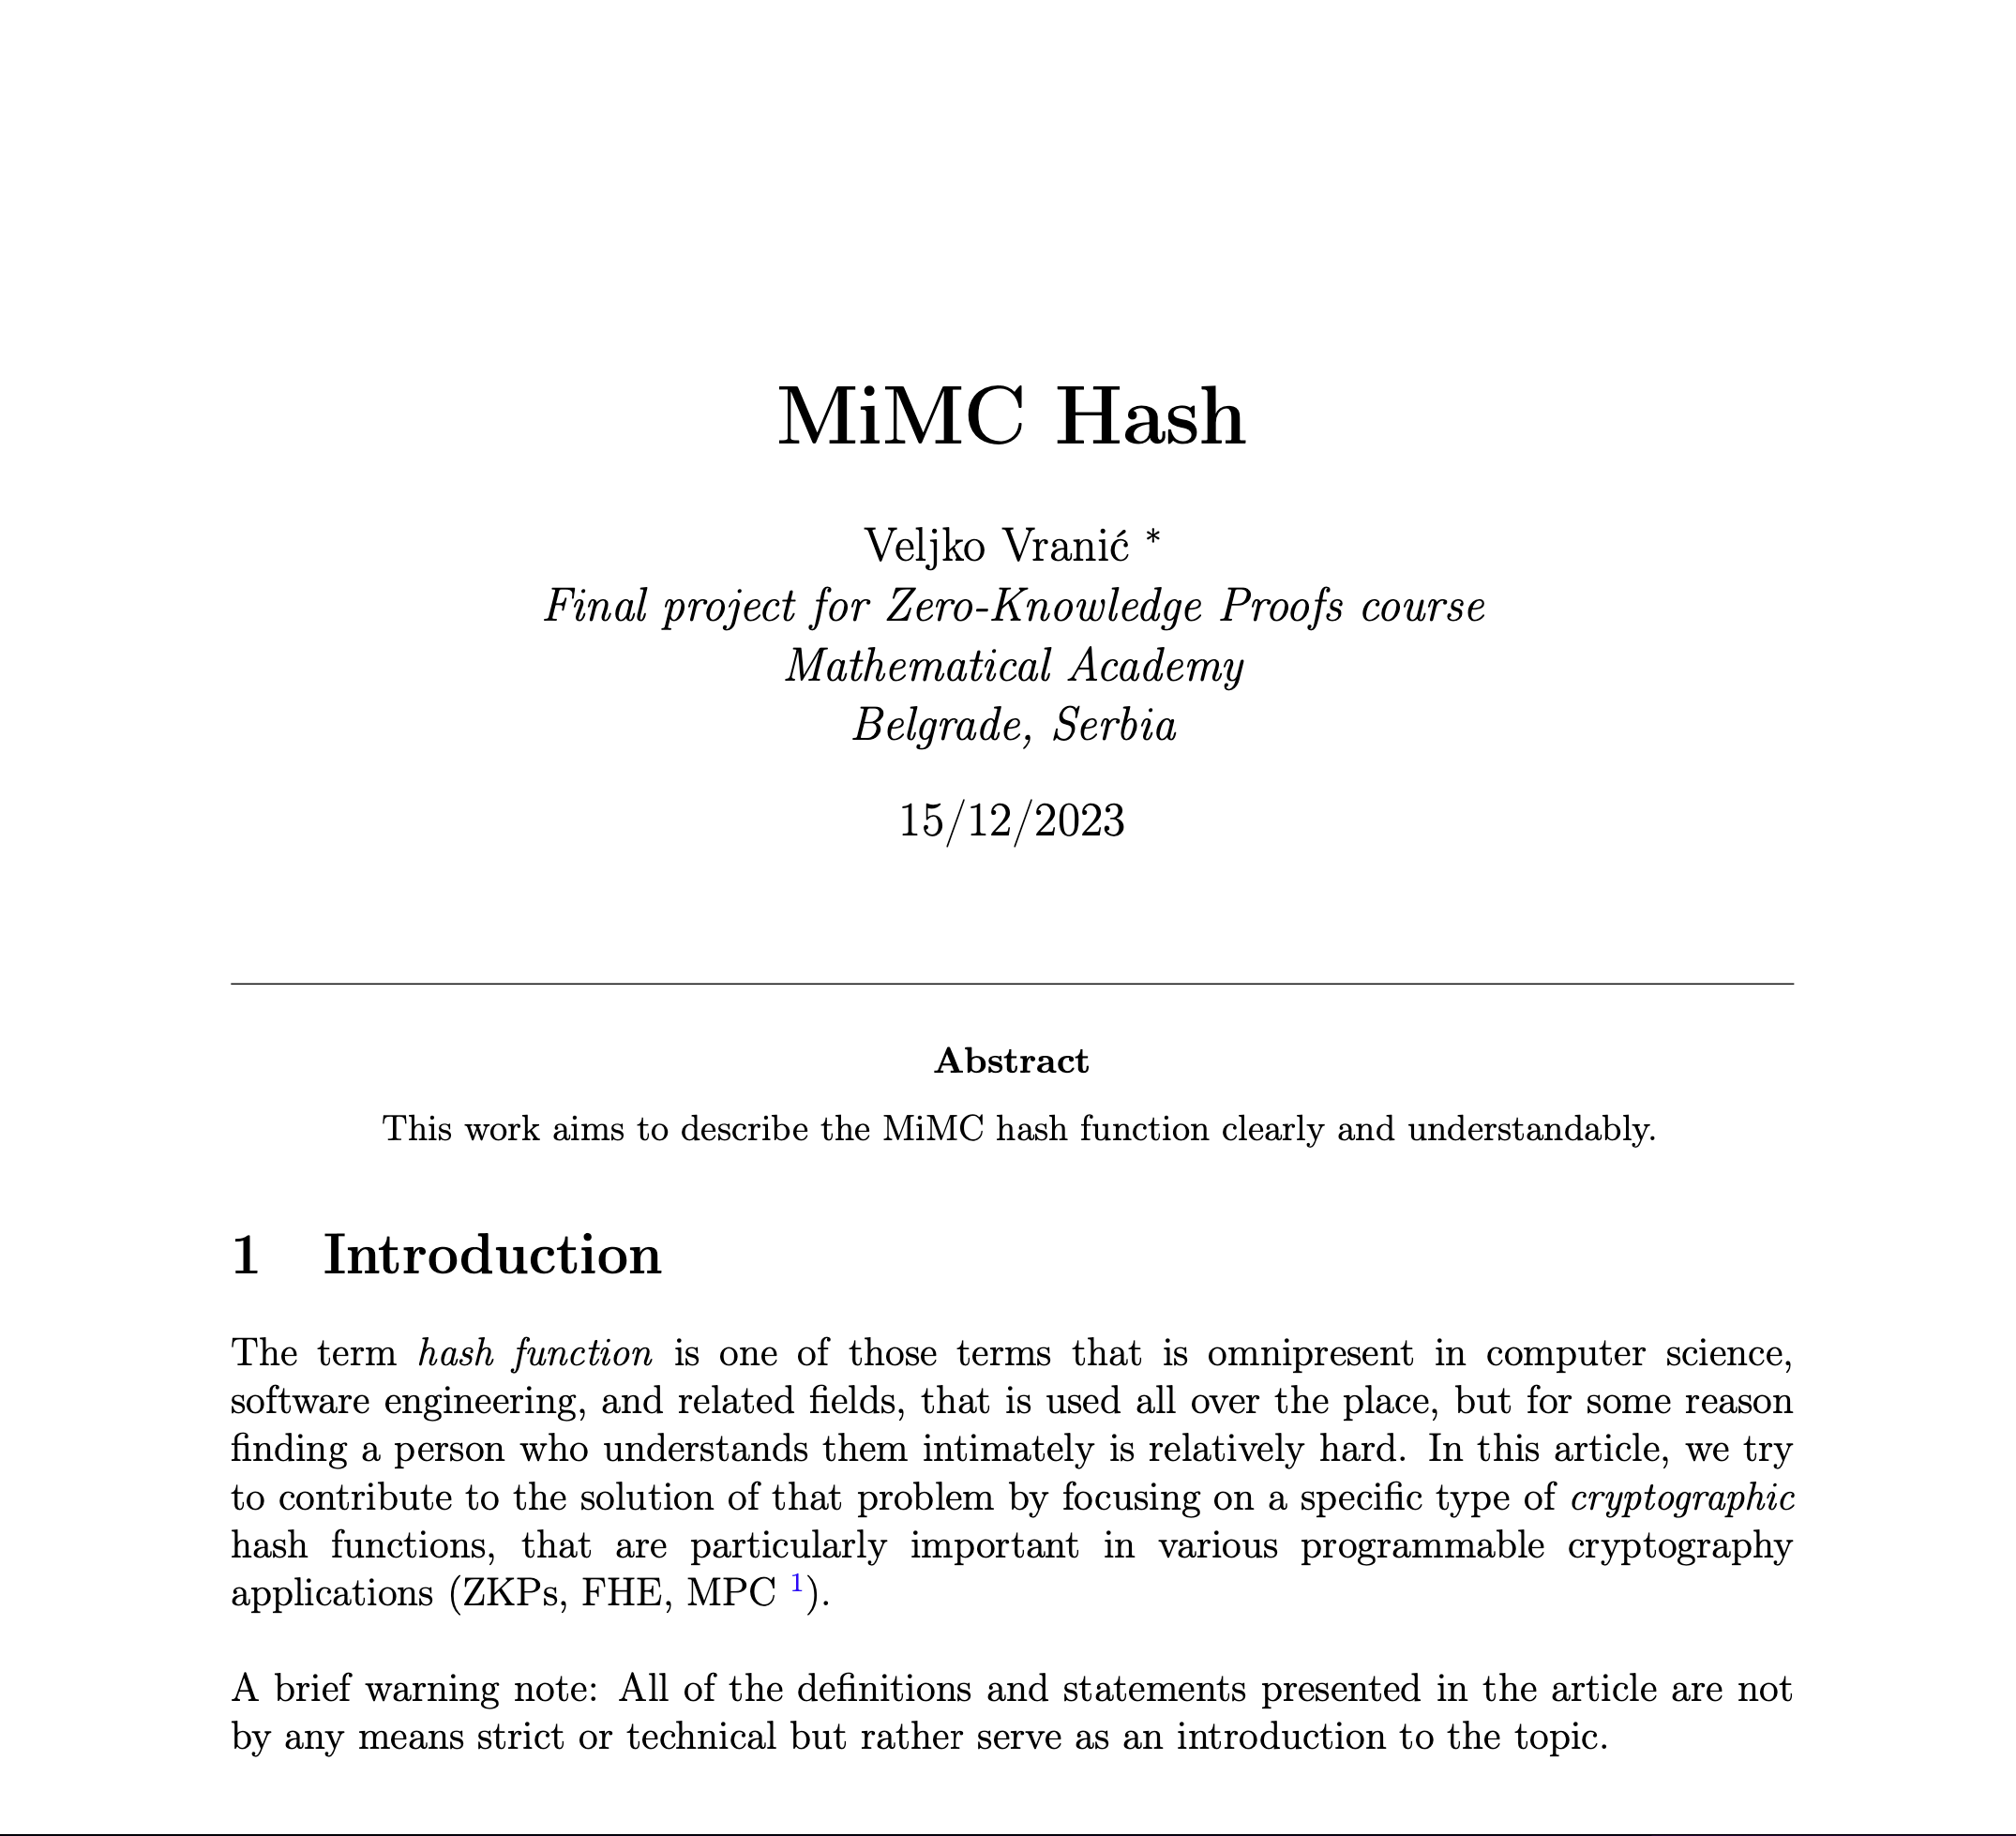 MiMC Hash
Veljko Vranić *
Final project for Zero-Knowledge Proofs course
Mathematical Academy
Belgrade, Serbia
15/12/2023
Abstract
This work aims to describe the MiMC hash function clearly and understandably.
1 Introduction
The term hash function is one of those terms that is omnipresent in computer science,
software engineering, and related fields, that is used all over the place, but for some reason
finding a person who understands them intimately is relatively hard. In this article, we try
to contribute to the solution of that problem by focusing on a specific type of cryptographic
hash functions, that are particularly important in various programmable cryptography
applications (ZKPs, FHE, MPC 1).
A brief warning note: All of the definitions and statements presented in the article are not
by any means strict or technical but rather serve as an introduction to the topic.